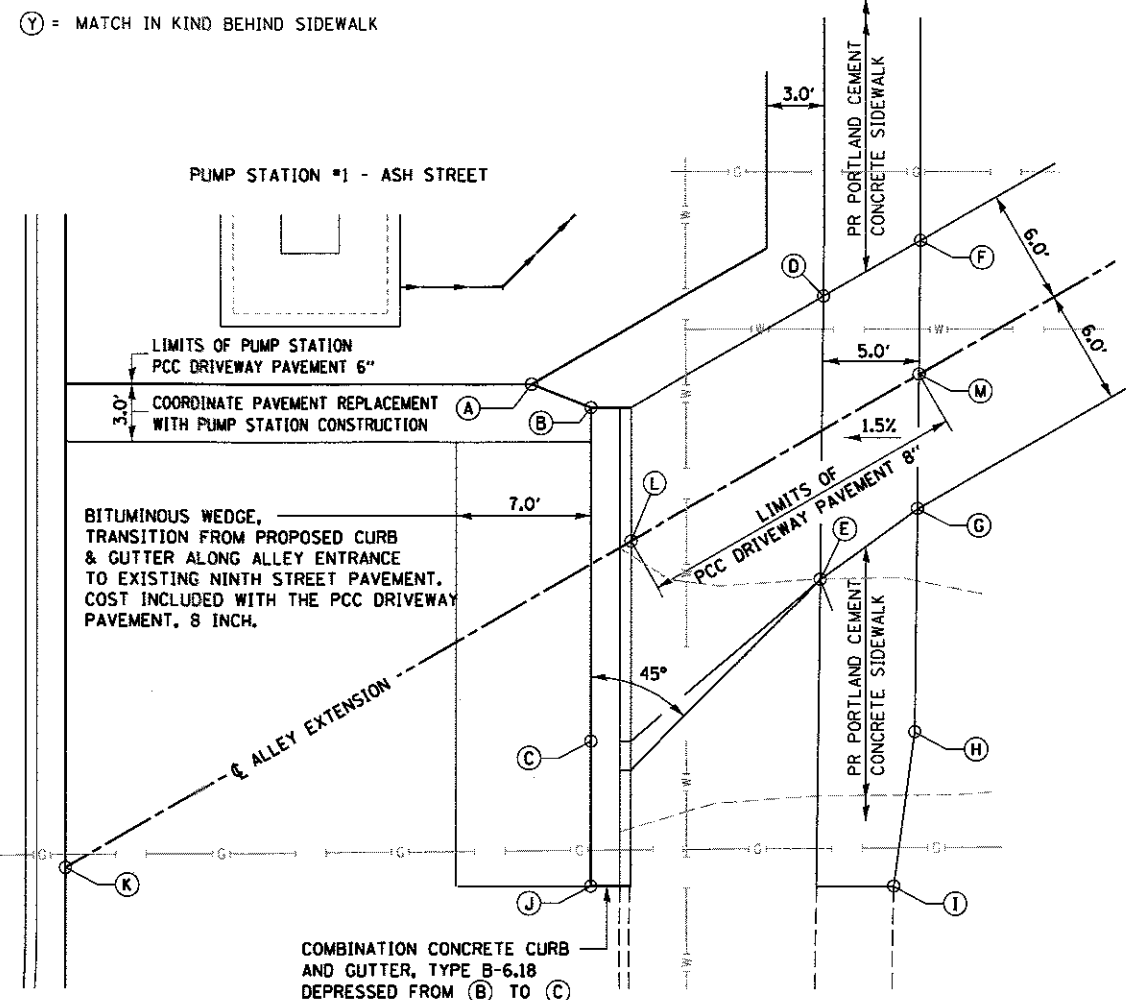 Y = MATCH IN KIND BEHIND SIDEWALK
PR PORTLAND CEMENT
CONCRETE SIDEWALK
3.0'
PUMP STATION #1 - ASH STREET
G
G
W
D
F
6.0'
W
W
6.0'
LIMITS OF PUMP STATION
PCC DRIVEWAY PAVEMENT 6"
3.0'
COORDINATE PAVEMENT REPLACEMENT
WITH PUMP STATION CONSTRUCTION
A
B
W
5.0'
M
1.5%
L
LIMITS OF
PCC DRIVEWAY PAVEMENT 8"
7.0'
BITUMINOUS WEDGE,
TRANSITION FROM PROPOSED CURB
& GUTTER ALONG ALLEY ENTRANCE
TO EXISTING NINTH STREET PAVEMENT.
COST INCLUDED WITH THE PCC DRIVEWAY
PAVEMENT, 8 INCH.
W
E
G
45°
PR PORTLAND CEMENT
CONCRETE SIDEWALK
℄ ALLEY EXTENSION
C
H
W
G
G
G
G
G
G
K
J
I
COMBINATION CONCRETE CURB
AND GUTTER, TYPE B-6.18
DEPRESSED FROM B TO C
W